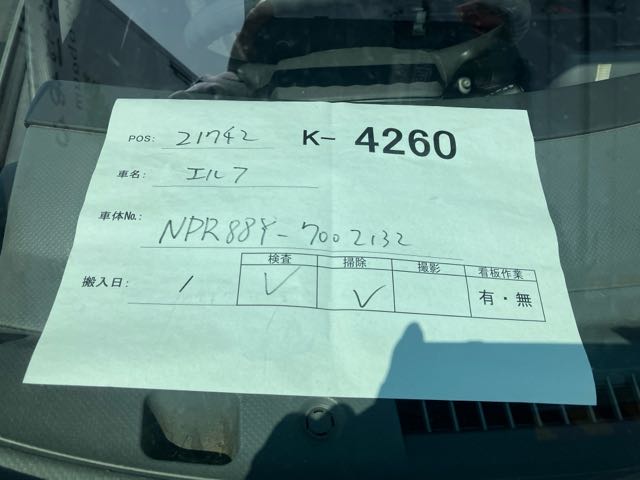 POS: 21742 K- 4260
車名: エルフ
車体No.: NPR88Y-7002132
搬入日: /
検査 掃除 撮影 看板作業
✓ ✓ 有・無